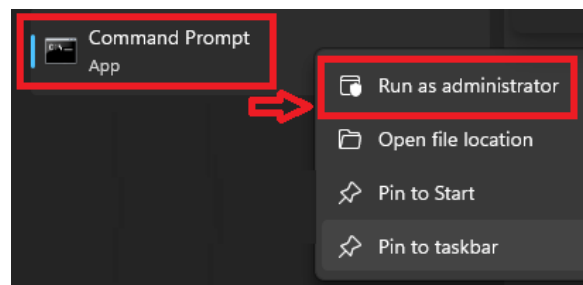 Command Prompt
App
Run as administrator
Open file location
Pin to Start
Pin to taskbar